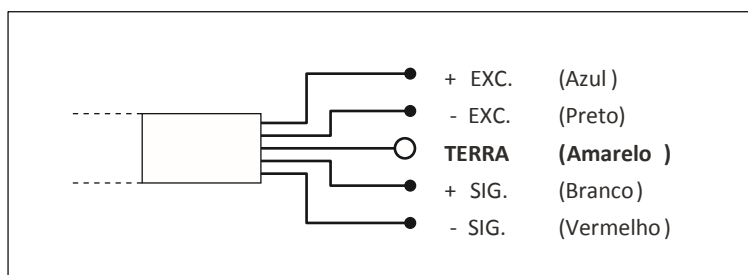 + EXC. (Azul)
- EXC. (Preto)
TERRA (Amarelo )
+ SIG. (Branco)
- SIG. (Vermelho)